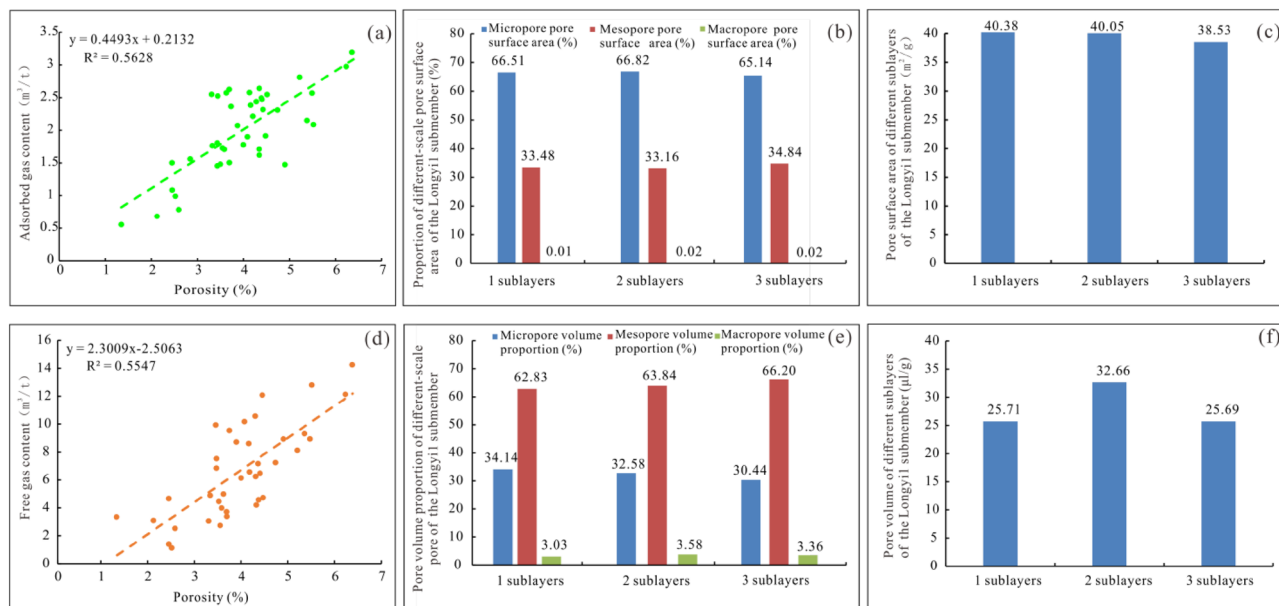 y = 0.4493x + 0.2132
R² = 0.5628
(a)
Adsorbed gas content (m³/t)
3.5
3
2.5
2
1.5
1
0.5
0
0 1 2 3 4 5 6 7
Porosity (%)
(b)
Micropore pore surface area (%)
Mesopore pore surface area (%)
Macropore pore surface area (%)
Proportion of different-scale pore surface
area of the Longyi1 submember (%)
80
70
60
50
40
30
20
10
0
66.51 33.48 0.01
66.82 33.16 0.02
65.14 34.84 0.02
1 sublayers 2 sublayers 3 sublayers
(c)
Pore surface area of different sublayers
of the Longyi1 submember (m²/g)
40
35
30
25
20
15
10
5
0
40.38 40.05 38.53
1 sublayers 2 sublayers 3 sublayers
y = 2.3009x-2.5063
R² = 0.5547
(d)
Free gas content (m³/t)
16
14
12
10
8
6
4
2
0
0 1 2 3 4 5 6 7
Porosity (%)
(e)
Micropore volume proportion (%)
Mesopore volume proportion (%)
Macropore volume proportion (%)
Pore volume proportion of different-scale
pore of the Longyi1 submember
80
70
60
50
40
30
20
10
0
34.14 62.83 3.03
32.58 63.84 3.58
30.44 66.20 3.36
1 sublayers 2 sublayers 3 sublayers
(f)
Pore volume of different sublayers
of the Longyi1 submember (μl/g)
40
35
30
25
20
15
10
5
0
25.71 32.66 25.69
1 sublayers 2 sublayers 3 sublayers